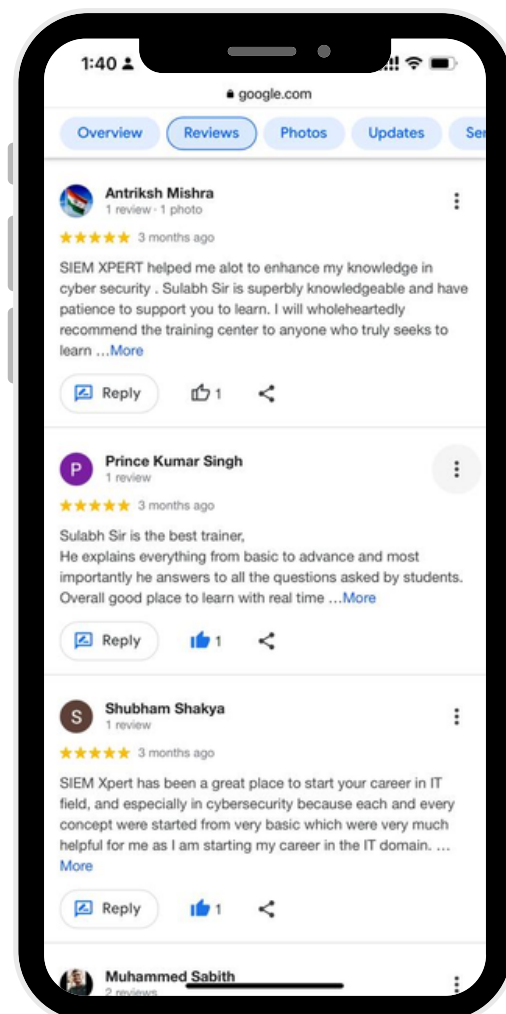 1:40
google.com
Overview Reviews Photos Updates Ser
Antriksh Mishra
1 review · 1 photo
3 months ago
SIEM XPERT helped me alot to enhance my knowledge in
cyber security . Sulabh Sir is superbly knowledgeable and have
patience to support you to learn. I will wholeheartedly
recommend the training center to anyone who truly seeks to
learn …More
Reply 1
P
Prince Kumar Singh
1 review
3 months ago
Sulabh Sir is the best trainer,
He explains everything from basic to advance and most
importantly he answers to all the questions asked by students.
Overall good place to learn with real time …More
Reply 1
S
Shubham Shakya
1 review
3 months ago
SIEM Xpert has been a great place to start your career in IT
field, and especially in cybersecurity because each and every
concept were started from very basic which were very much
helpful for me as I am starting my career in the IT domain. …
More
Reply 1
Muhammed Sabith
2 reviews